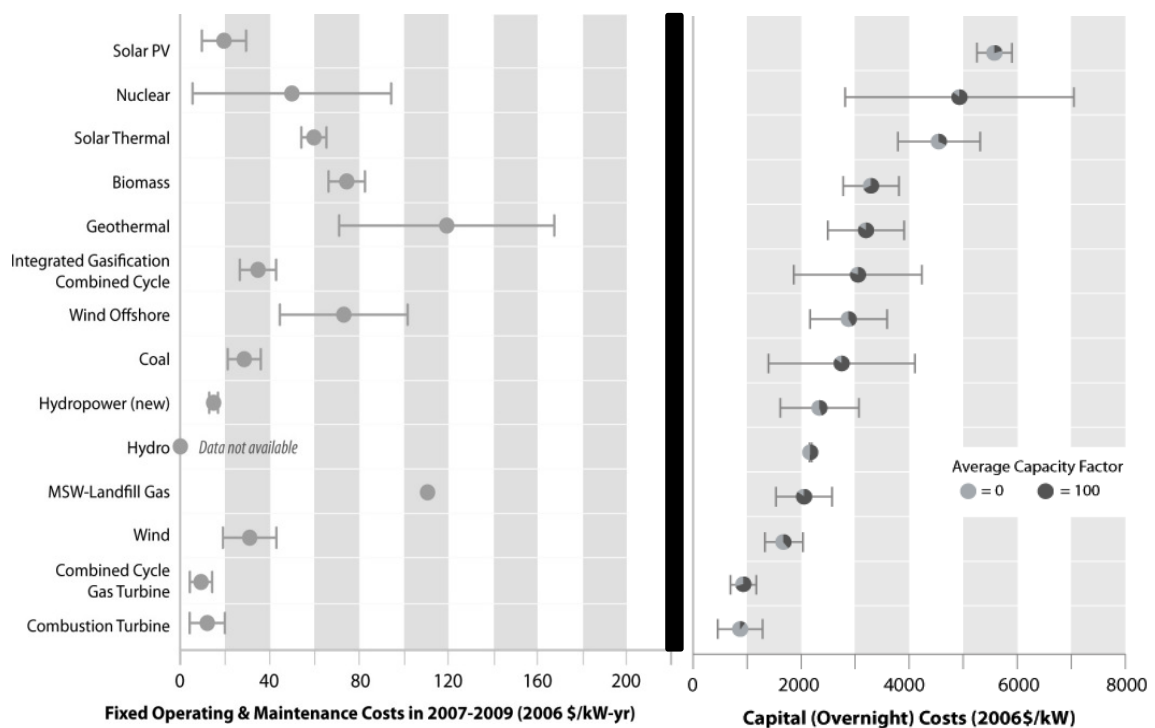 Solar PV
Nuclear
Solar Thermal
Biomass
Geothermal
Integrated Gasification
Combined Cycle
Wind Offshore
Coal
Hydropower (new)
Hydro
Data not available
MSW-Landfill Gas
Wind
Combined Cycle
Gas Turbine
Combustion Turbine
0 40 80 120 160 200
Fixed Operating & Maintenance Costs in 2007-2009 (2006 $/kW-yr)
Average Capacity Factor
= 0 = 100
0 2000 4000 6000 8000
Capital (Overnight) Costs (2006$/kW)